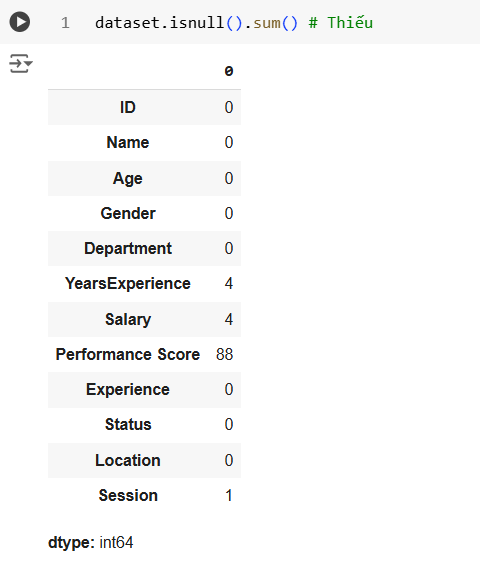 1 dataset.isnull().sum() # Thiếu
0
ID 0
Name 0
Age 0
Gender 0
Department 0
YearsExperience 4
Salary 4
Performance Score 88
Experience 0
Status 0
Location 0
Session 1
dtype: int64